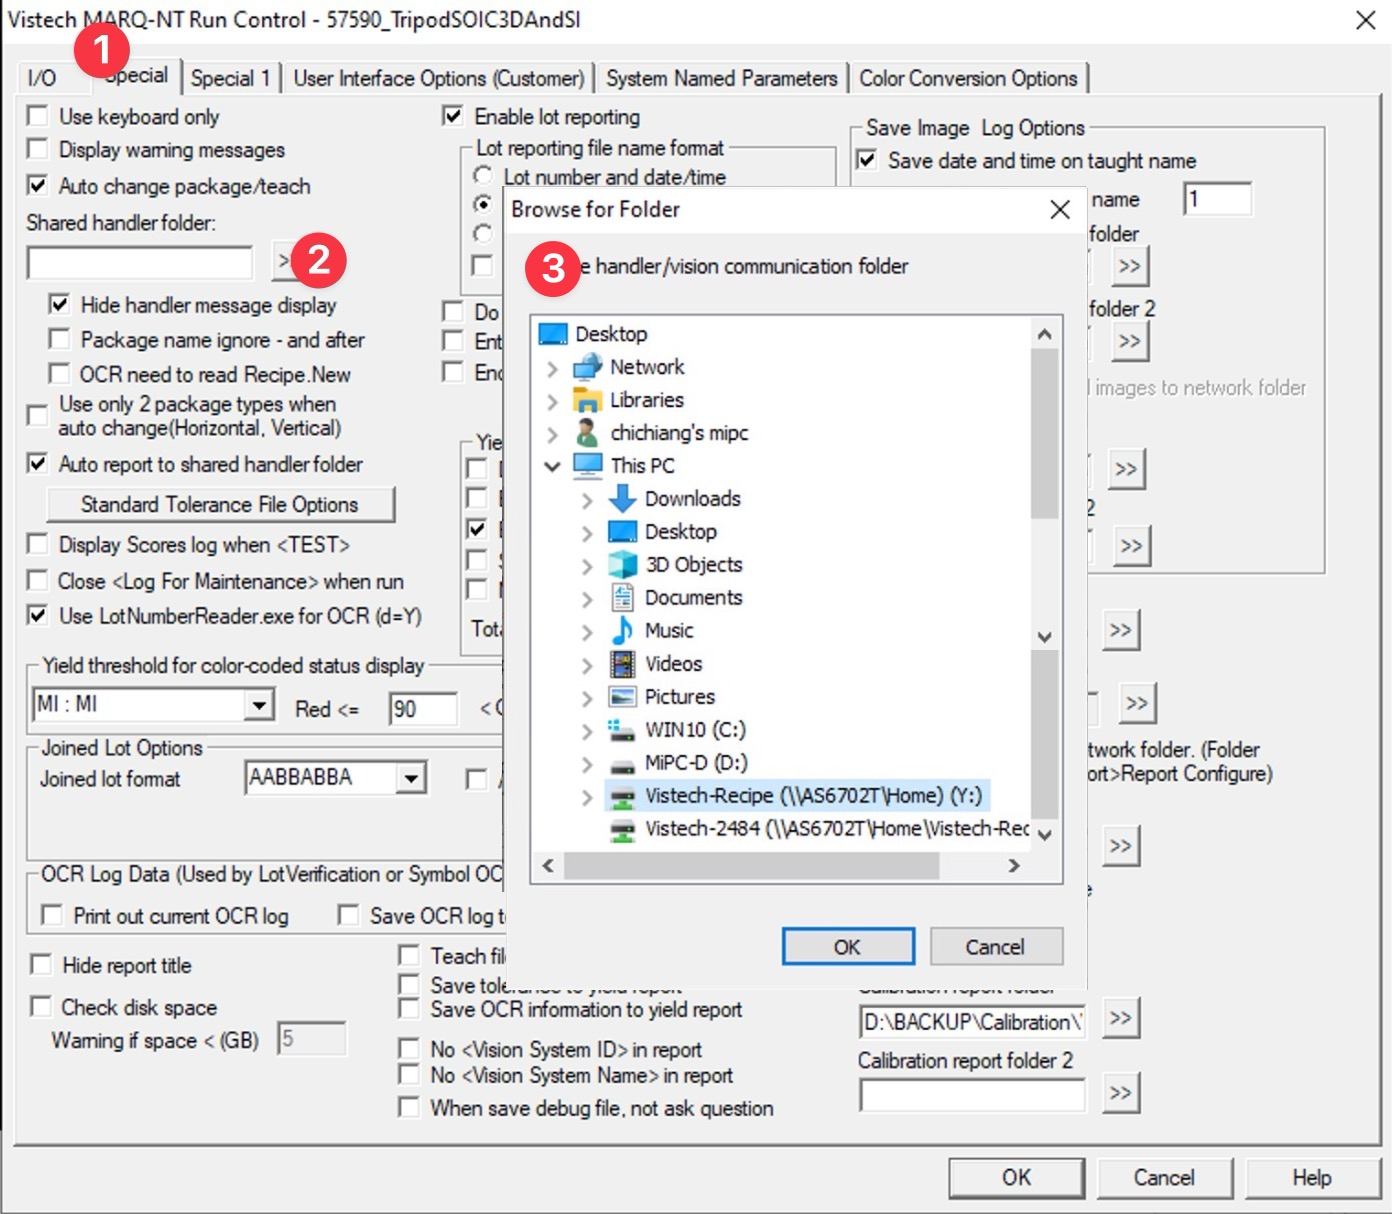 Vistech MARQ-NT Run Control - 57590_TripodSOIC3DAndSI
1
I/O
Special
Special 1
User Interface Options (Customer)
System Named Parameters
Color Conversion Options
Use keyboard only
Display warning messages
Auto change package/teach
Shared handler folder:
>
2
Hide handler message display
Package name ignore - and after
OCR need to read Recipe.New
Use only 2 package types when
auto change(Horizontal, Vertical)
Auto report to shared handler folder
Standard Tolerance File Options
Display Scores log when <TEST>
Close <Log For Maintenance> when run
Use LotNumberReader.exe for OCR (d=Y)
Yield threshold for color-coded status display
MI : MI
Red <=
90
<
Joined Lot Options
Joined lot format
AABBABBA
OCR Log Data (Used by LotVerification or Symbol OC
Print out current OCR log
Save OCR log t
Hide report title
Check disk space
Warning if space < (GB)
5
Enable lot reporting
Lot reporting file name format
Lot number and date/time
Do
Ent
Enc
Yie
Tota
Teach fil
Save tolerance to yield report
Save OCR information to yield report
No <Vision System ID> in report
No <Vision System Name> in report
When save debug file, not ask question
Browse for Folder
3
e handler/vision communication folder
Desktop
Network
Libraries
chichiang's mipc
This PC
Downloads
Desktop
3D Objects
Documents
Music
Videos
Pictures
WIN10 (C:)
MiPC-D (D:)
Vistech-Recipe (\\AS6702T\Home) (Y:)
Vistech-2484 (\\AS6702T\Home\Vistech-Rec
OK
Cancel
Save Image Log Options
Save date and time on taught name
name
1
folder
>>
folder 2
>>
images to network folder
>>
2
>>
>>
>>
twork folder. (Folder
ort>Report Configure)
>>
e
Calibration report folder
D:\BACKUP\Calibration\
>>
Calibration report folder 2
>>
OK
Cancel
Help